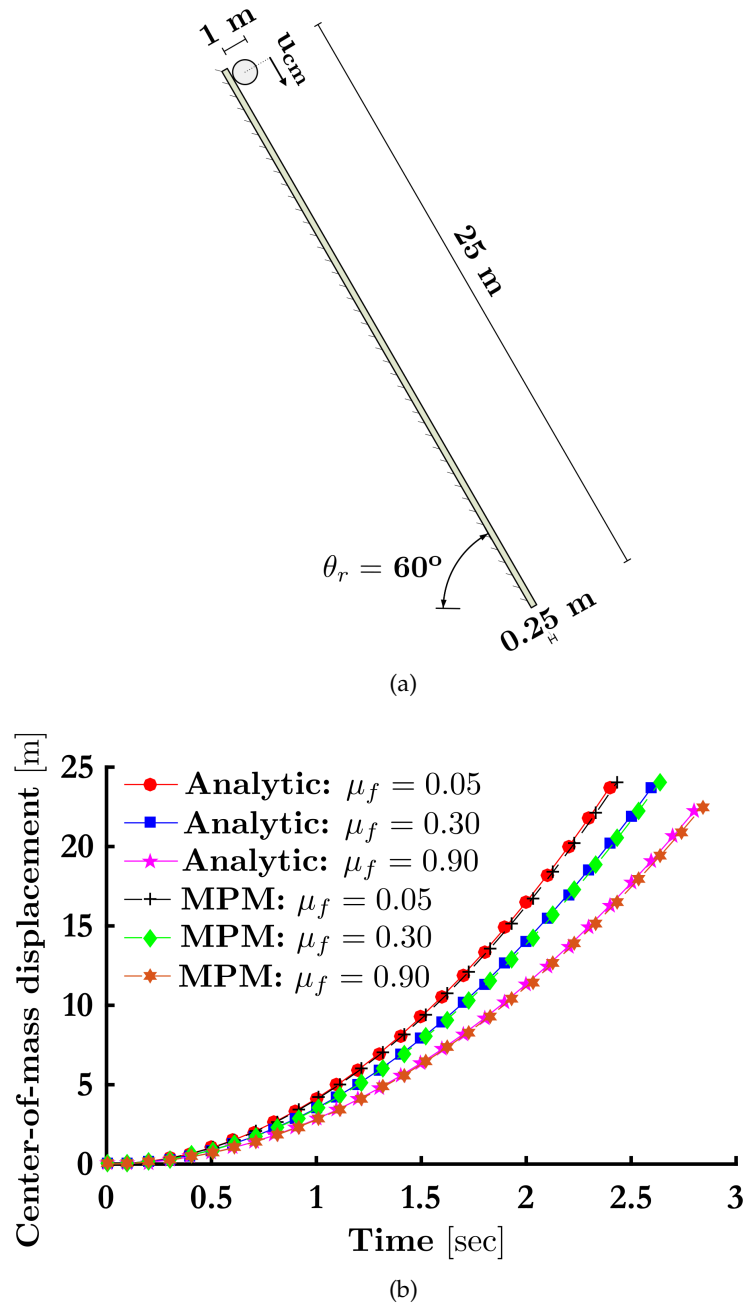 1 m
u_cm
25 m
θ_r = 60°
0.25 m
(a)
Center-of-mass displacement [m]
25
20
15
10
5
0
Analytic: μ_f = 0.05
Analytic: μ_f = 0.30
Analytic: μ_f = 0.90
MPM: μ_f = 0.05
MPM: μ_f = 0.30
MPM: μ_f = 0.90
0 0.5 1 1.5 2 2.5 3
Time [sec]
(b)